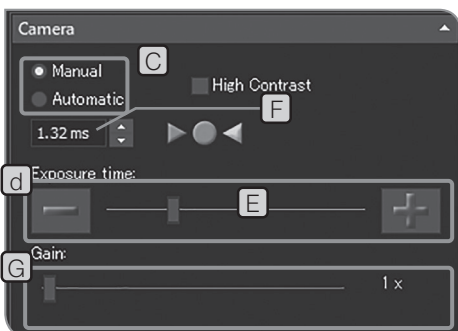 Camera
Manual
C
Automatic
High Contrast
F
1.32 ms
d
Exposure time:
E
Gain:
G
1 x